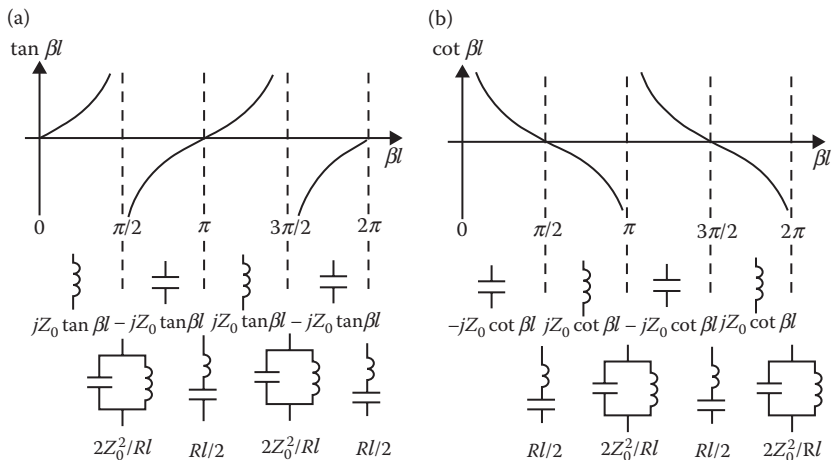 (a)
tan βl
βl
0 π/2 π 3π/2 2π
jZ₀ tan βl – jZ₀ tanβl jZ₀ tanβl – jZ₀ tanβl
2Z₀²/Rl Rl/2 2Z₀²/Rl Rl/2
(b)
cot βl
βl
0 π/2 π 3π/2 2π
-jZ₀ cot βl jZ₀ cot βl – jZ₀ cot βl jZ₀ cot βl
Rl/2 2Z₀²/Rl Rl/2 2Z₀²/Rl